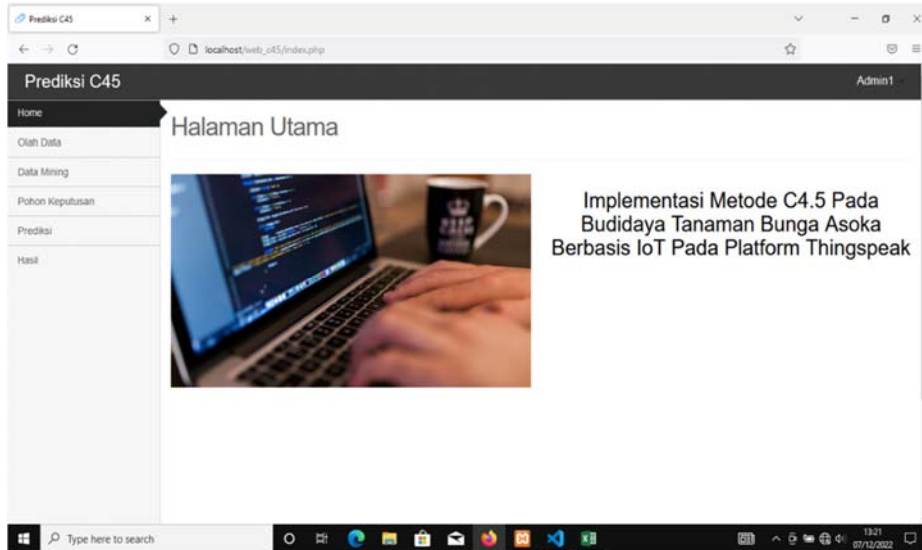 Prediksi C45
localhost/web_c45/index.php
Prediksi C45
Admin1
Home
Olah Data
Data Mining
Pohon Keputusan
Prediksi
Hasil
Halaman Utama
Implementasi Metode C4.5 Pada
Budidaya Tanaman Bunga Asoka
Berbasis IoT Pada Platform Thingspeak
Type here to search
13:21
07/12/2022